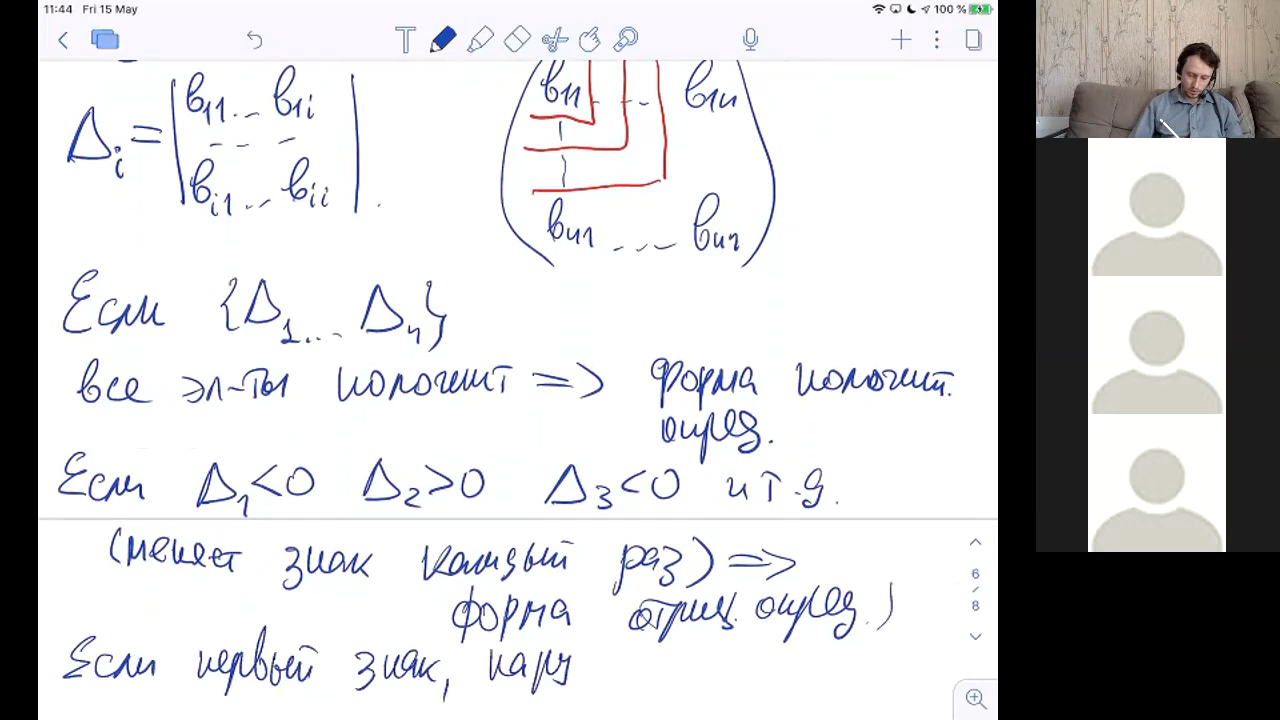 11:44 Fri 15 May
100 %
T
Δi = | b11 ... b1i |
| bi1 ... bii | .
b11 - - - b1n
bn1 - - - bnn
Если {Δ1 ... Δn}
все эл-ты положит => форма положит.
опред.
Если Δ1<0 Δ2>0 Δ3<0 и т.д.
(меняет знак каждый раз) =>
форма отриц. опред.)
Если первый знак, нару
6
/
8